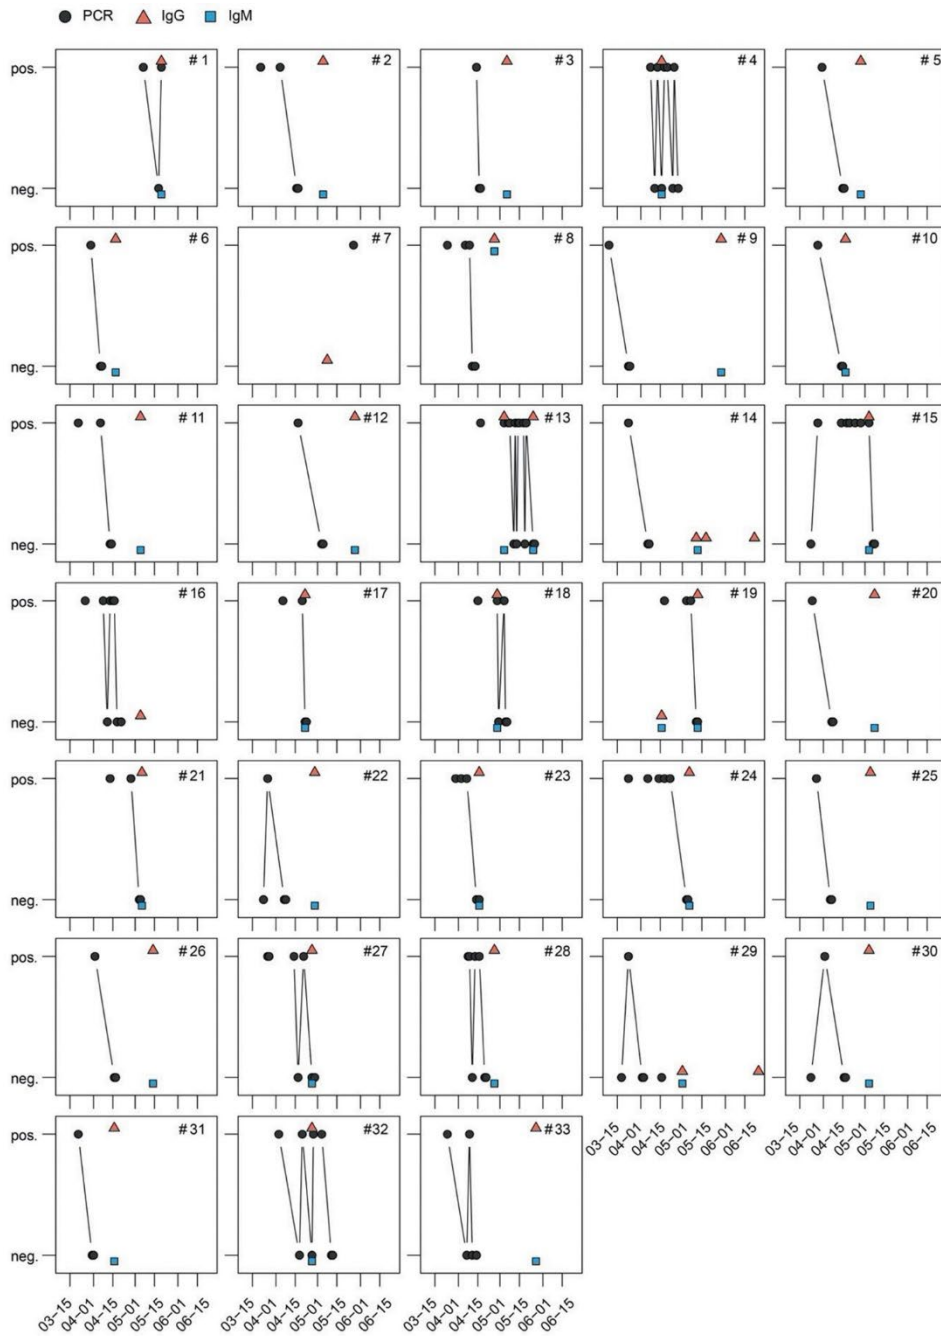 PCR IgG IgM
pos. # 1 # 2 # 3 # 4 # 5
neg.
pos. # 6 # 7 # 8 # 9 #10
neg.
pos. # 11 #12 #13 # 14 # 15
neg.
pos. # 16 #17 #18 # 19 # 20
neg.
pos. #21 #22 #23 # 24 # 25
neg.
pos. #26 #27 #28 #29 #30
neg.
03–15 04–01 04–15 05–01 05–15 06–01 06–15 03–15 04–01 04–15 05–01 05–15 06–01 06–15
pos. #31 #32 #33
neg.
03–15 04–01 04–15 05–01 05–15 06–01 06–15 03–15 04–01 04–15 05–01 05–15 06–01 06–15 03–15 04–01 04–15 05–01 05–15 06–01 06–15